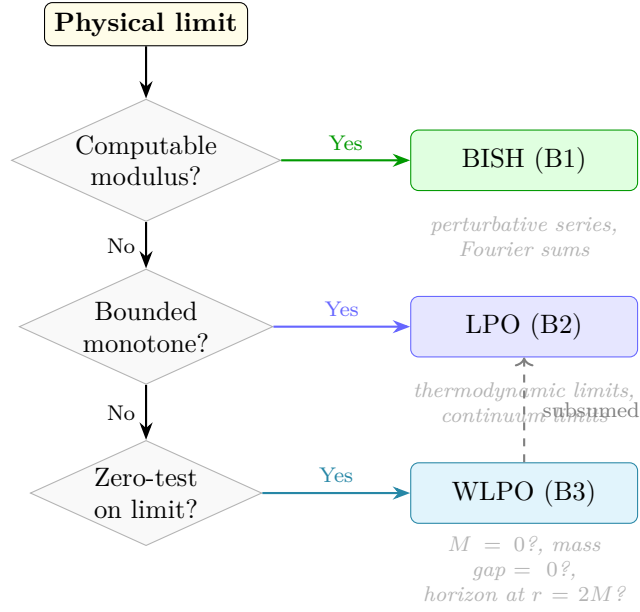 Physical limit
Computable
modulus?
Yes
BISH (B1)
perturbative series,
Fourier sums
No
Bounded
monotone?
Yes
LPO (B2)
thermodynamic limits,
continuum limits
subsumed
No
Zero-test
on limit?
Yes
WLPO (B3)
M = 0?, mass
gap = 0?,
horizon at r = 2M?